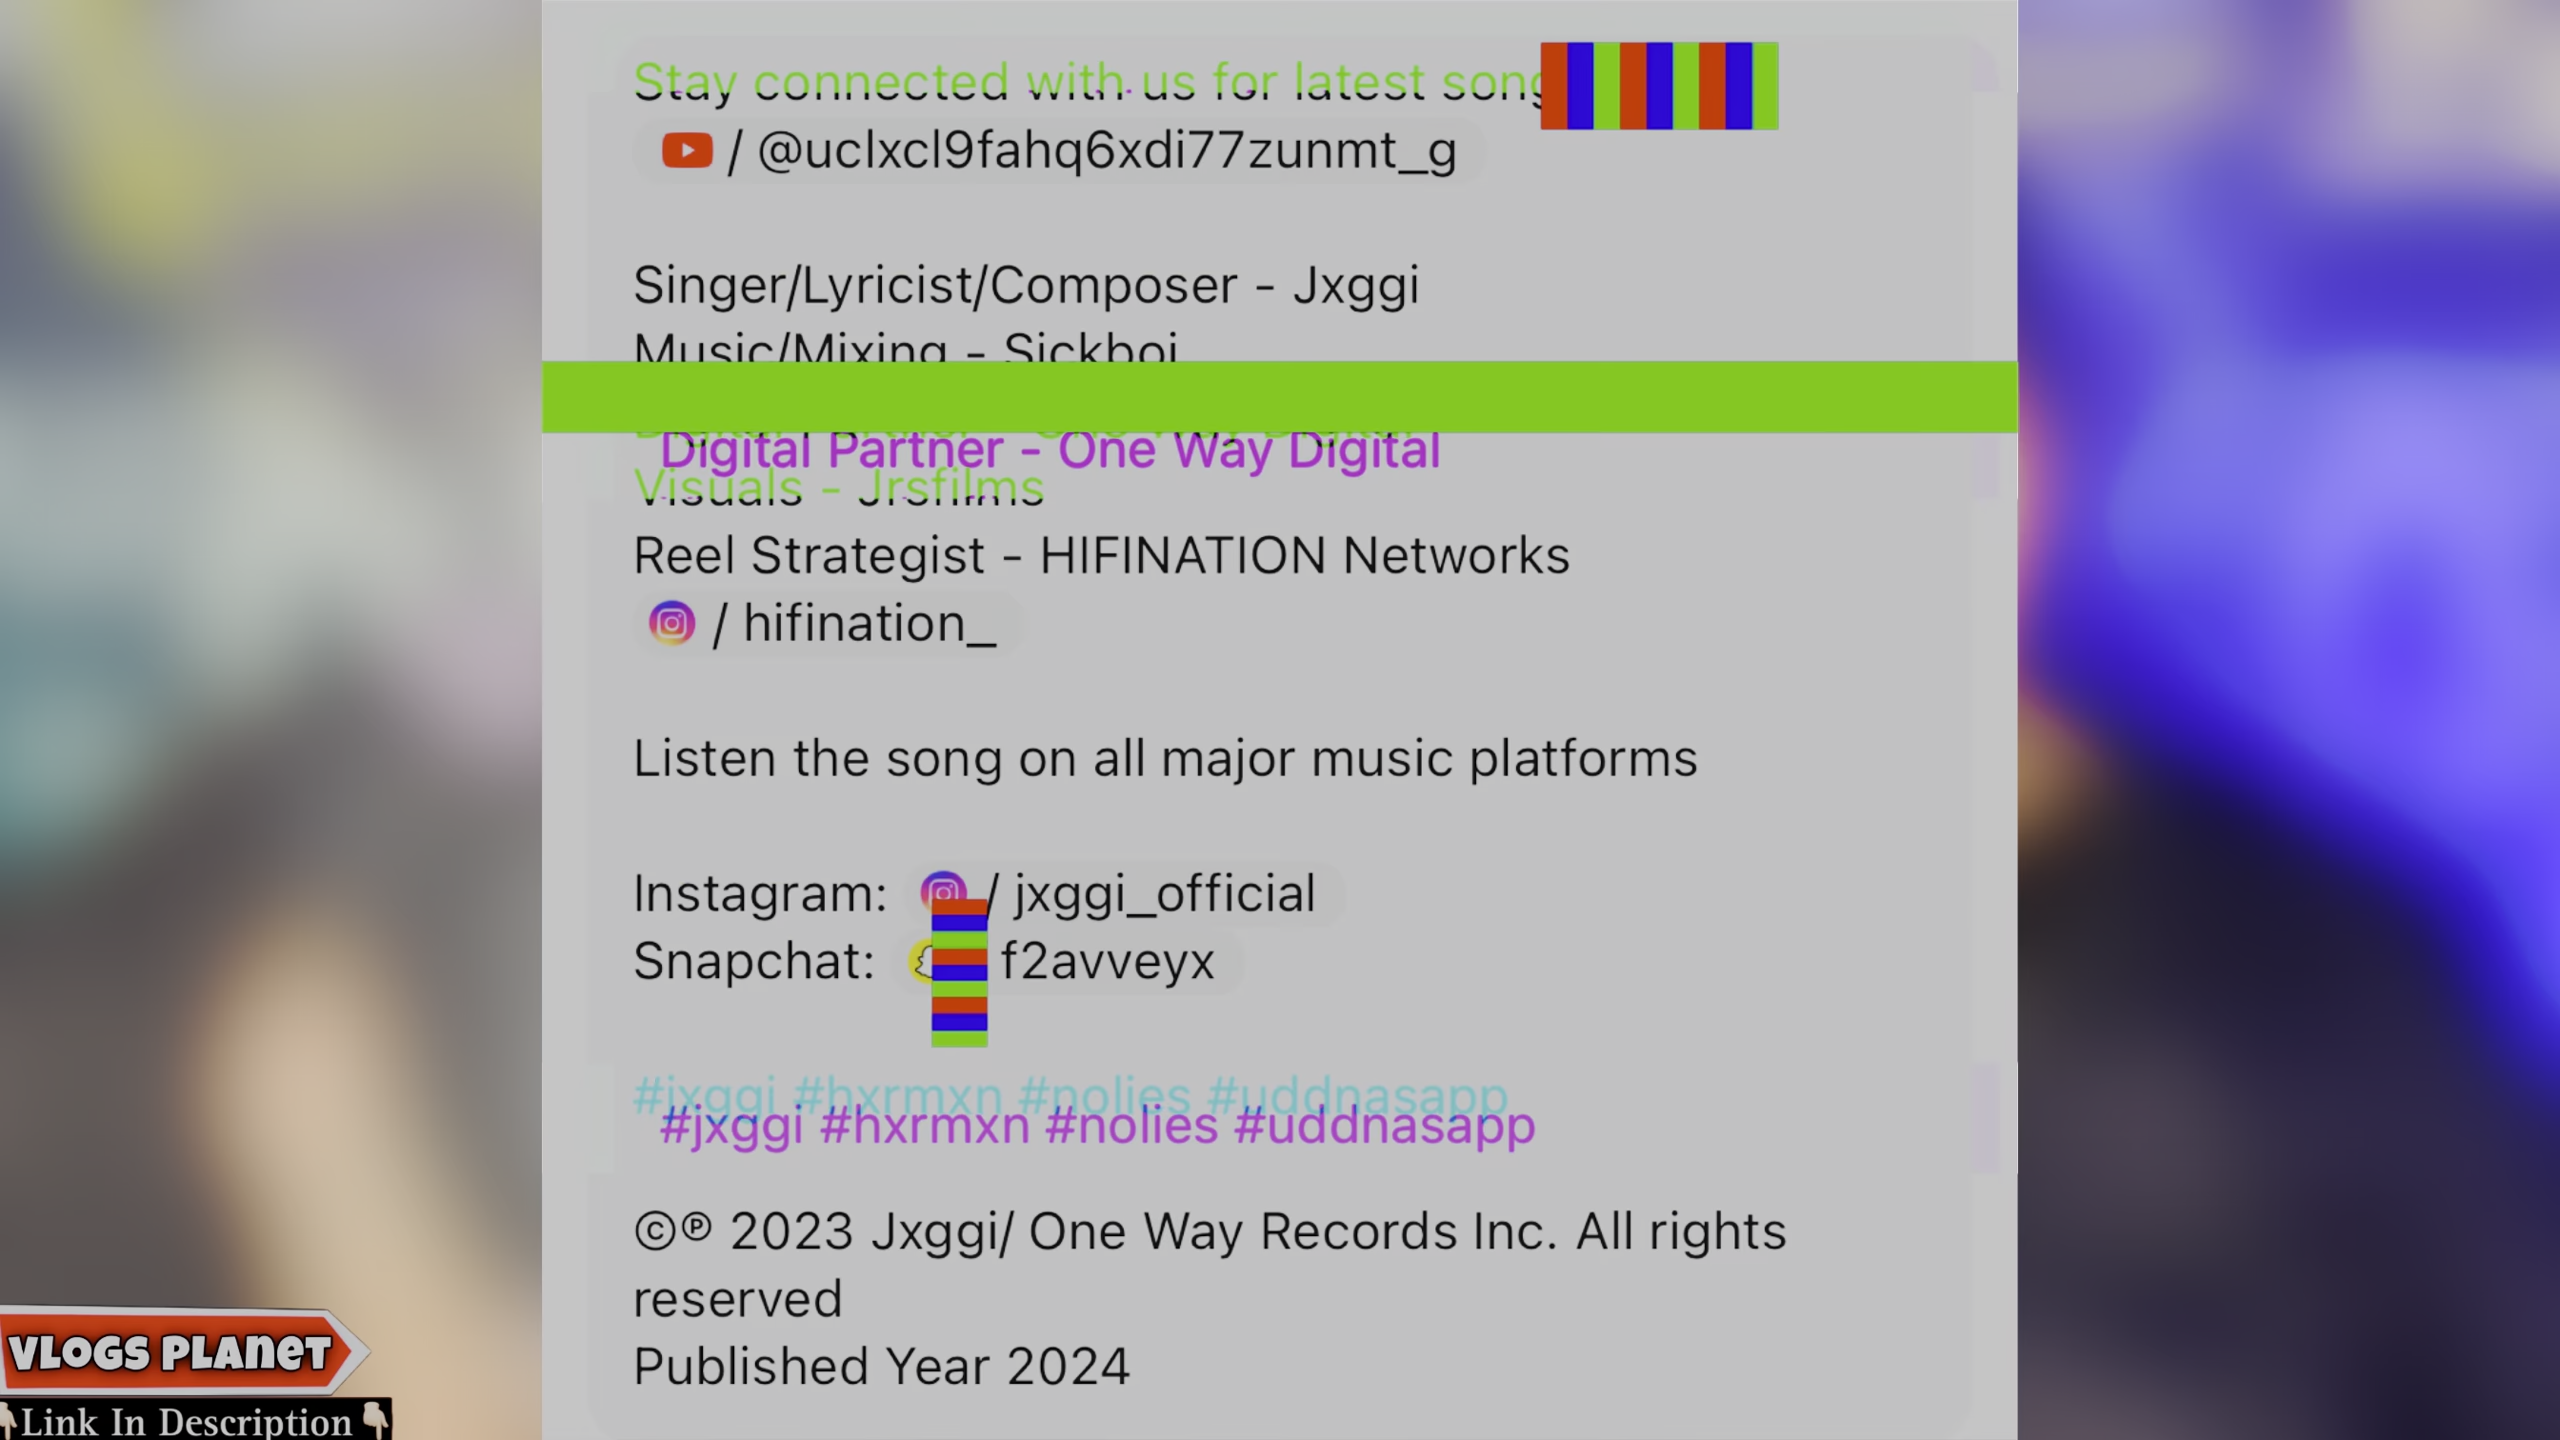 Stay connected with us for latest song
/ @uclxcl9fahq6xdi77zunmt_g
Singer/Lyricist/Composer - Jxggi
Music/Mixing - Sickboi
Digital Partner - One Way Digital
Visuals - Jrsfilms
Reel Strategist - HIFINATION Networks
/ hifination_
Listen the song on all major music platforms
Instagram: / jxggi_official
Snapchat: f2avveyx
#jxggi #hxrmxn #nolies #uddnasapp
#jxggi #hxrmxn #nolies #uddnasapp
©℗ 2023 Jxggi/ One Way Records Inc. All rights
reserved
Published Year 2024
VLOGS PLANET
👇Link In Description👇